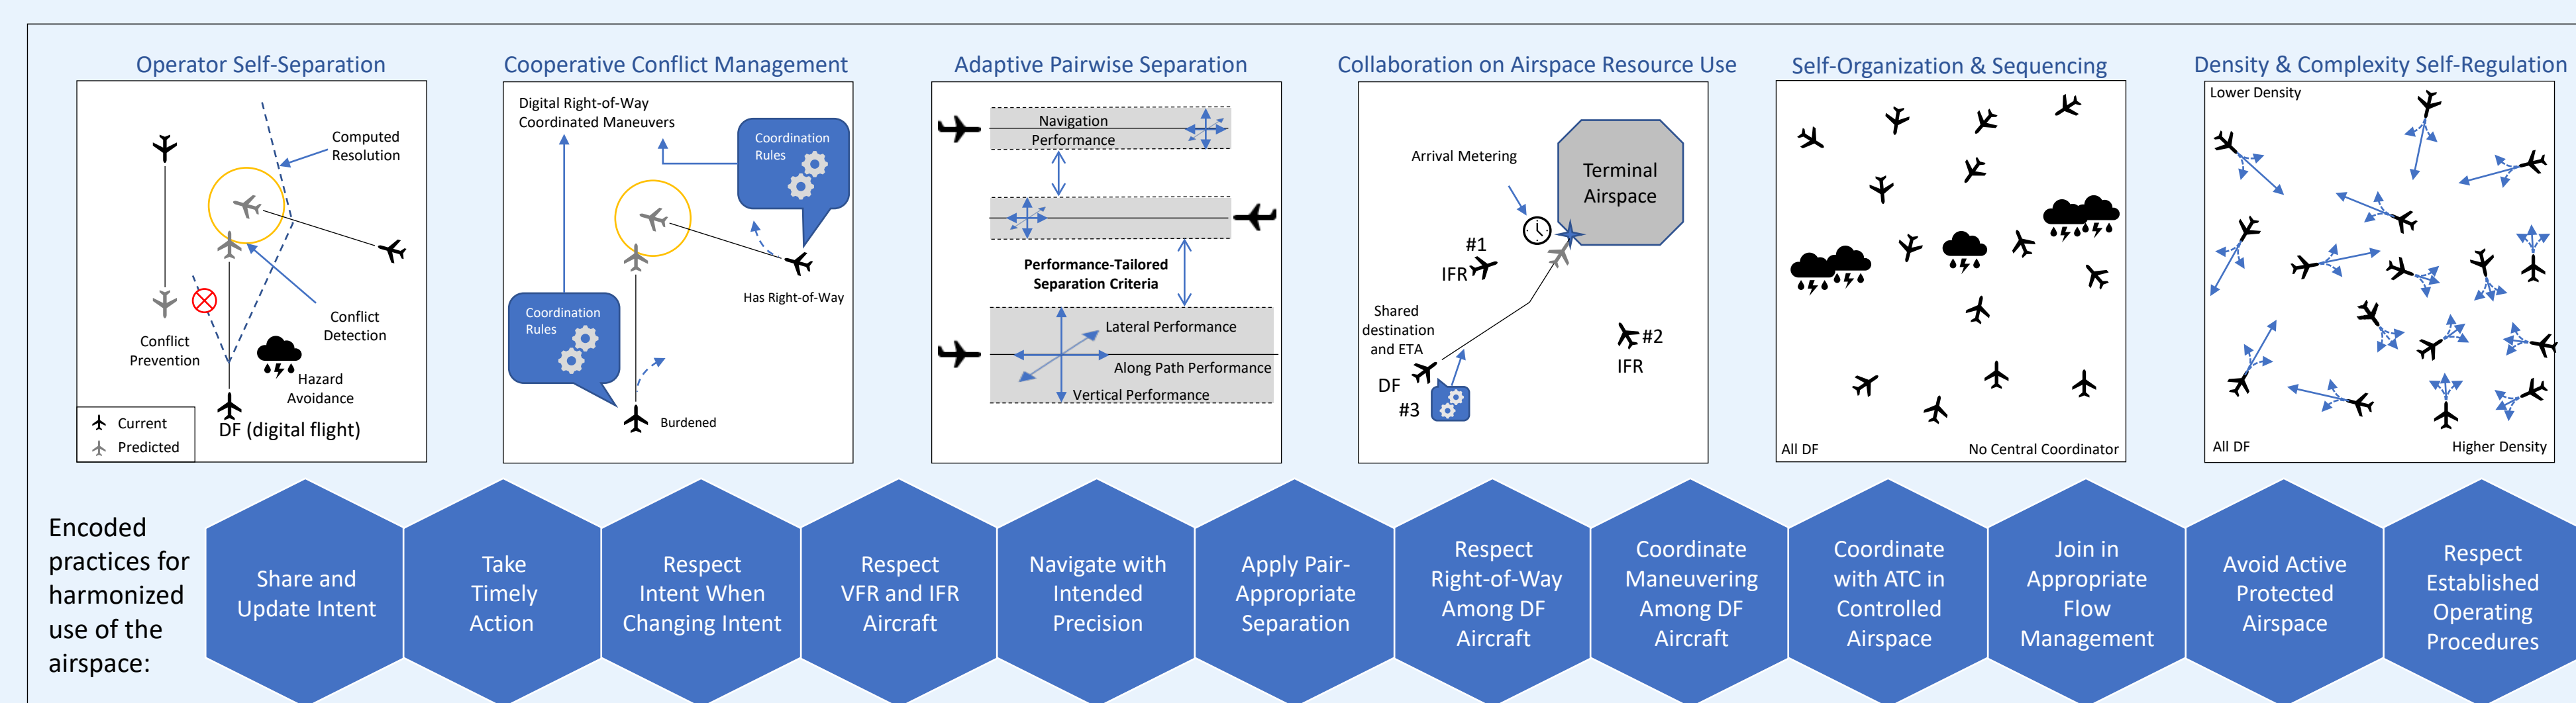 Operator Self-Separation
Computed
Resolution
Conflict
Detection
Conflict
Prevention
Hazard
Avoidance
Current
Predicted
DF (digital flight)
Cooperative Conflict Management
Digital Right-of-Way
Coordinated Maneuvers
Coordination
Rules
Has Right-of-Way
Coordination
Rules
Burdened
Adaptive Pairwise Separation
Navigation
Performance
Performance-Tailored
Separation Criteria
Lateral Performance
Along Path Performance
Vertical Performance
Collaboration on Airspace Resource Use
Arrival Metering
Terminal
Airspace
#1
IFR
Shared
destination
and ETA
#2
IFR
DF
#3
Self-Organization & Sequencing
All DF
No Central Coordinator
Density & Complexity Self-Regulation
Lower Density
All DF
Higher Density
Encoded
practices for
harmonized
use of the
airspace:
Share and
Update Intent
Take
Timely
Action
Respect
Intent When
Changing Intent
Respect
VFR and IFR
Aircraft
Navigate with
Intended
Precision
Apply Pair-
Appropriate
Separation
Respect
Right-of-Way
Among DF
Aircraft
Coordinate
Maneuvering
Among DF
Aircraft
Coordinate
with ATC in
Controlled
Airspace
Join in
Appropriate
Flow
Management
Avoid Active
Protected
Airspace
Respect
Established
Operating
Procedures